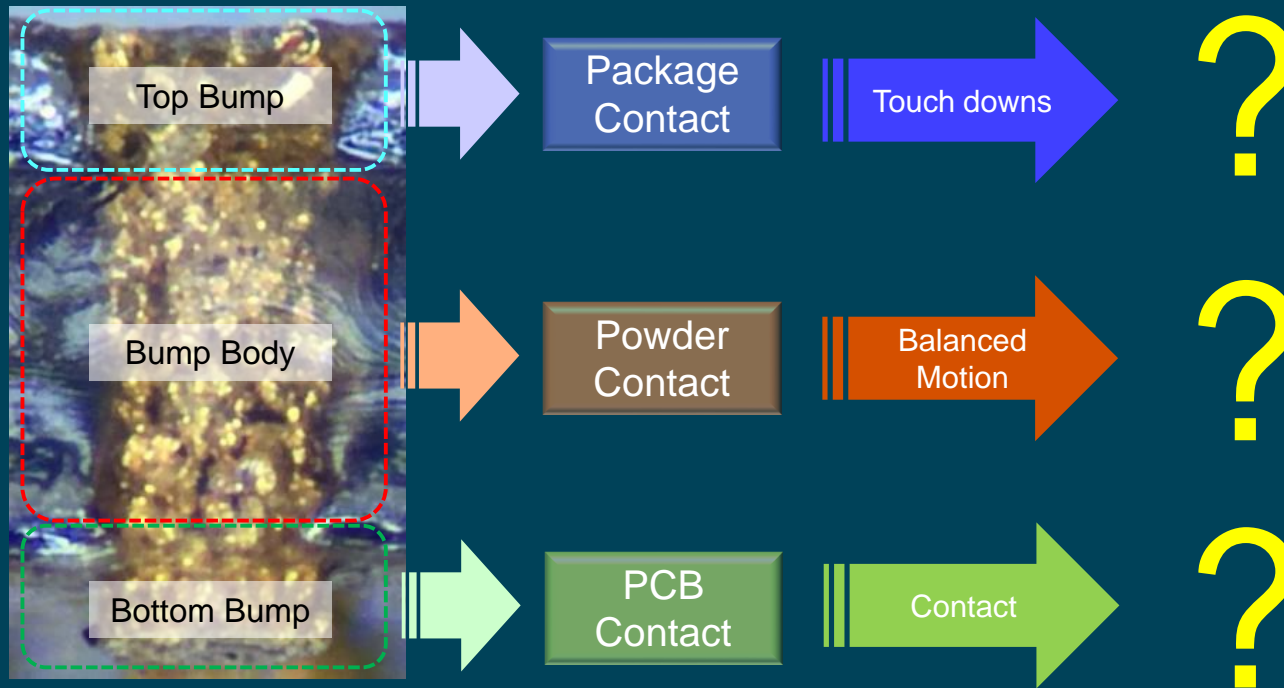 Top Bump
Package
Contact
Touch downs
?
Bump Body
Powder
Contact
Balanced
Motion
?
Bottom Bump
PCB
Contact
Contact
?